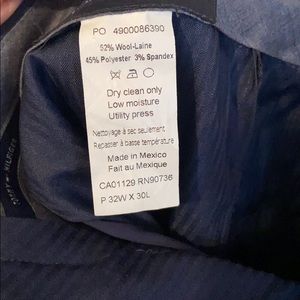 PO 4900086390
52% Wool-Laine
45% Polyester 3% Spandex
Dry clean only
Low moisture
Utility press
Nettoyage à sec seulement
Repasser à basse température
Made in Mexico
Fait au Mexique
CA01129 RN90736
P 32W X 30L